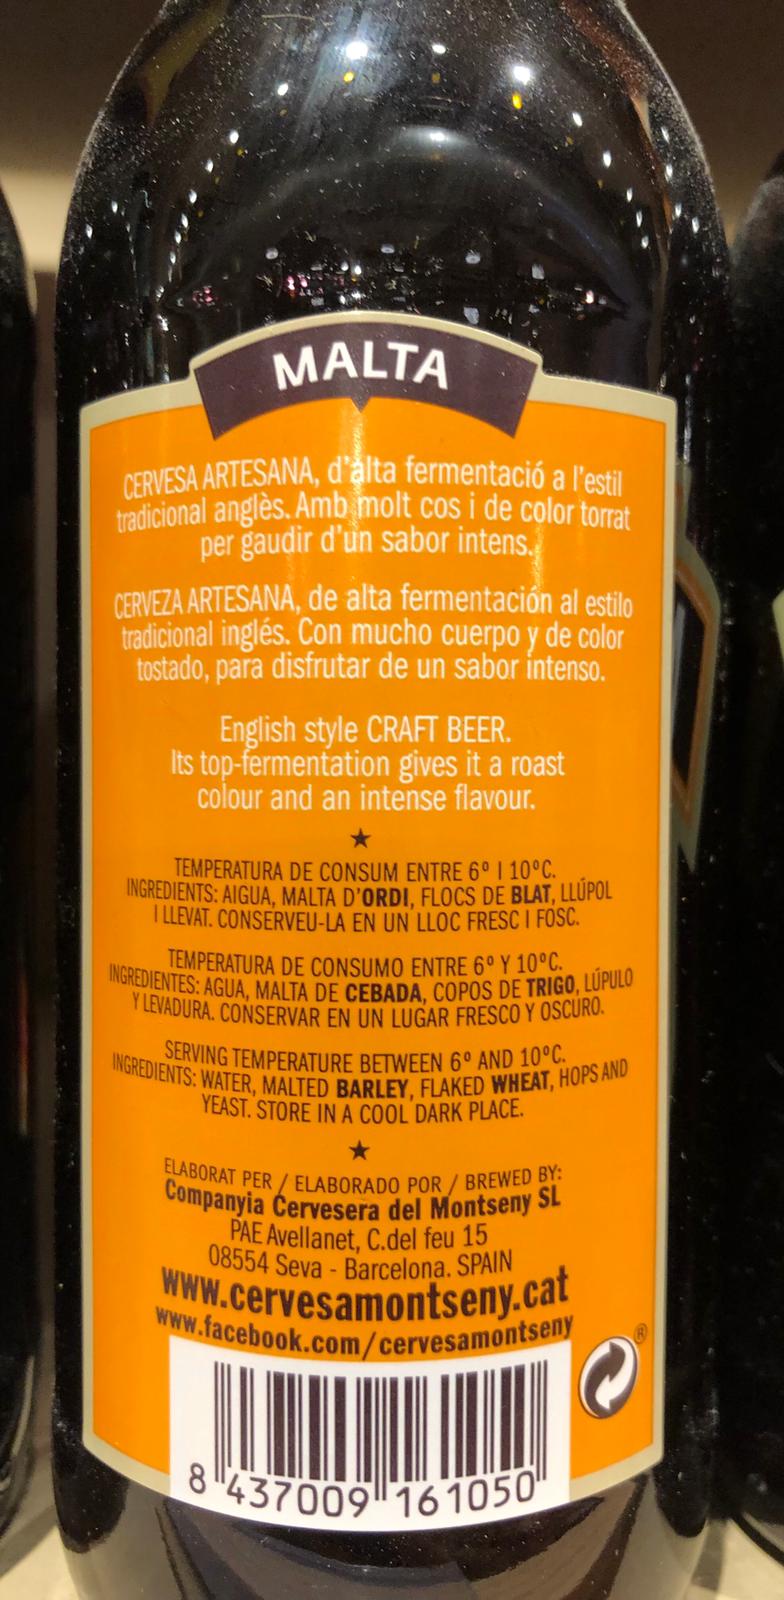 MALTA
CERVESA ARTESANA, d'alta fermentació a l'estil
tradicional anglès. Amb molt cos i de color torrat
per gaudir d'un sabor intens.
CERVEZA ARTESANA, de alta fermentación al estilo
tradicional inglés. Con mucho cuerpo y de color
tostado, para disfrutar de un sabor intenso.
English style CRAFT BEER.
Its top-fermentation gives it a roast
colour and an intense flavour.
TEMPERATURA DE CONSUM ENTRE 6º I 10ºC.
INGREDIENTS: AIGUA, MALTA D'ORDI, FLOCS DE BLAT, LLÚPOL
I LLEVAT. CONSERVEU-LA EN UN LLOC FRESC I FOSC.
TEMPERATURA DE CONSUMO ENTRE 6º Y 10ºC.
INGREDIENTES: AGUA, MALTA DE CEBADA, COPOS DE TRIGO, LÚPULO
Y LEVADURA. CONSERVAR EN UN LUGAR FRESCO Y OSCURO.
SERVING TEMPERATURE BETWEEN 6º AND 10ºC.
INGREDIENTS: WATER, MALTED BARLEY, FLAKED WHEAT, HOPS AND
YEAST. STORE IN A COOL DARK PLACE.
ELABORAT PER / ELABORADO POR / BREWED BY:
Companyia Cervesera del Montseny SL
PAE Avellanet, C.del feu 15
08554 Seva - Barcelona. SPAIN
www.cervesamontseny.cat
www.facebook.com/cervesamontseny
®
8 437009 161050